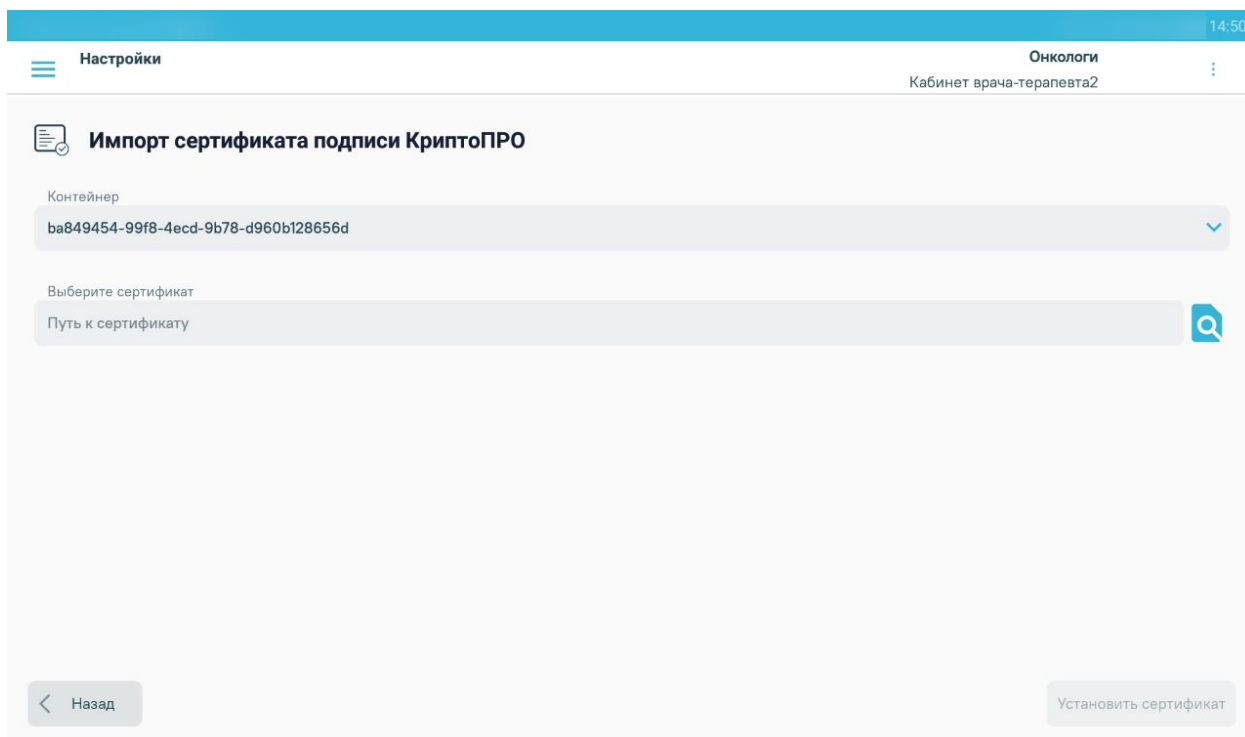 14:50
Настройки
Онкологи
Кабинет врача-терапевта2
Импорт сертификата подписи КриптоПРО
Контейнер
ba849454-99f8-4ecd-9b78-d960b128656d
Выберите сертификат
Путь к сертификату
Назад
Установить сертификат